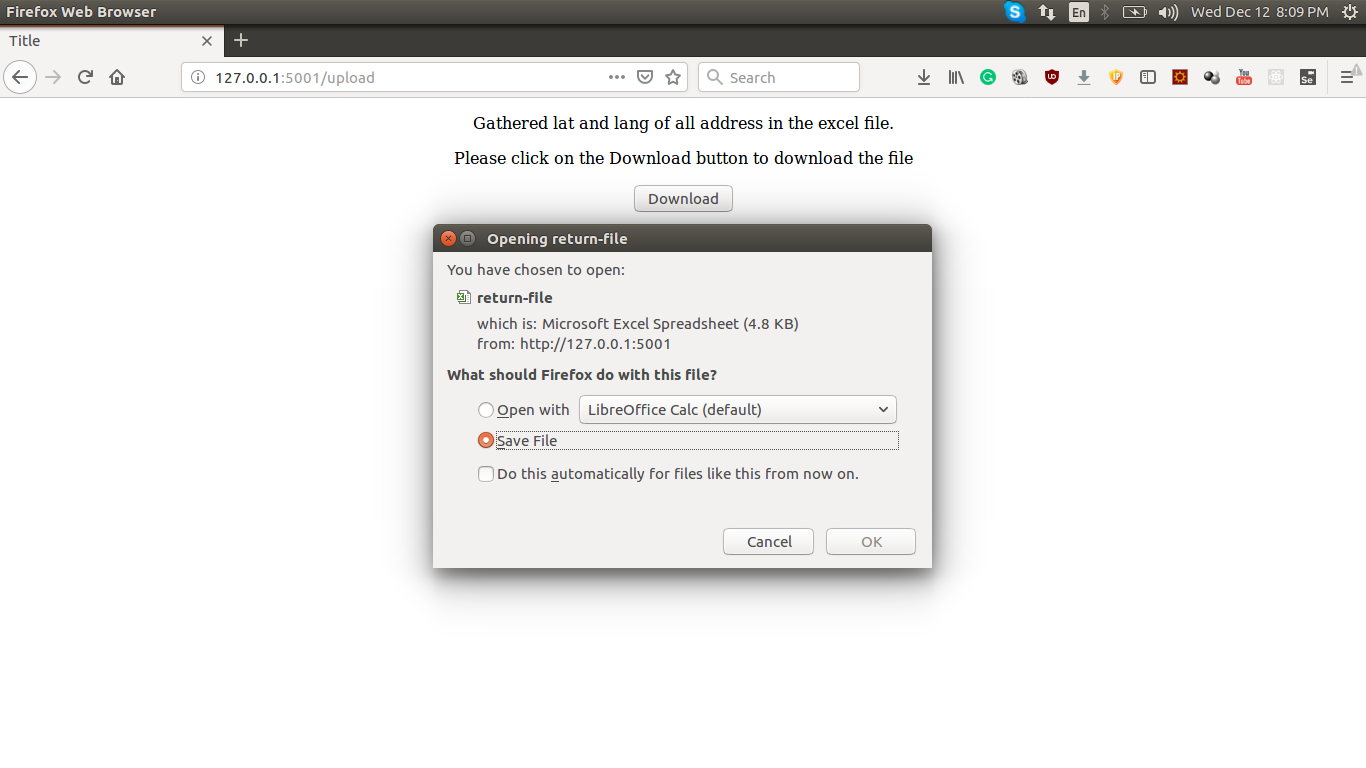 Firefox Web Browser
En
Wed Dec 12 8:09 PM
Title
127.0.0.1:5001/upload
Search
UD
IP
You
Tube
Se
Gathered lat and lang of all address in the excel file.
Please click on the Download button to download the file
Download
Opening return-file
You have chosen to open:
return-file
which is: Microsoft Excel Spreadsheet (4.8 KB)
from: http://127.0.0.1:5001
What should Firefox do with this file?
Open with LibreOffice Calc (default)
Save File
Do this automatically for files like this from now on.
Cancel OK